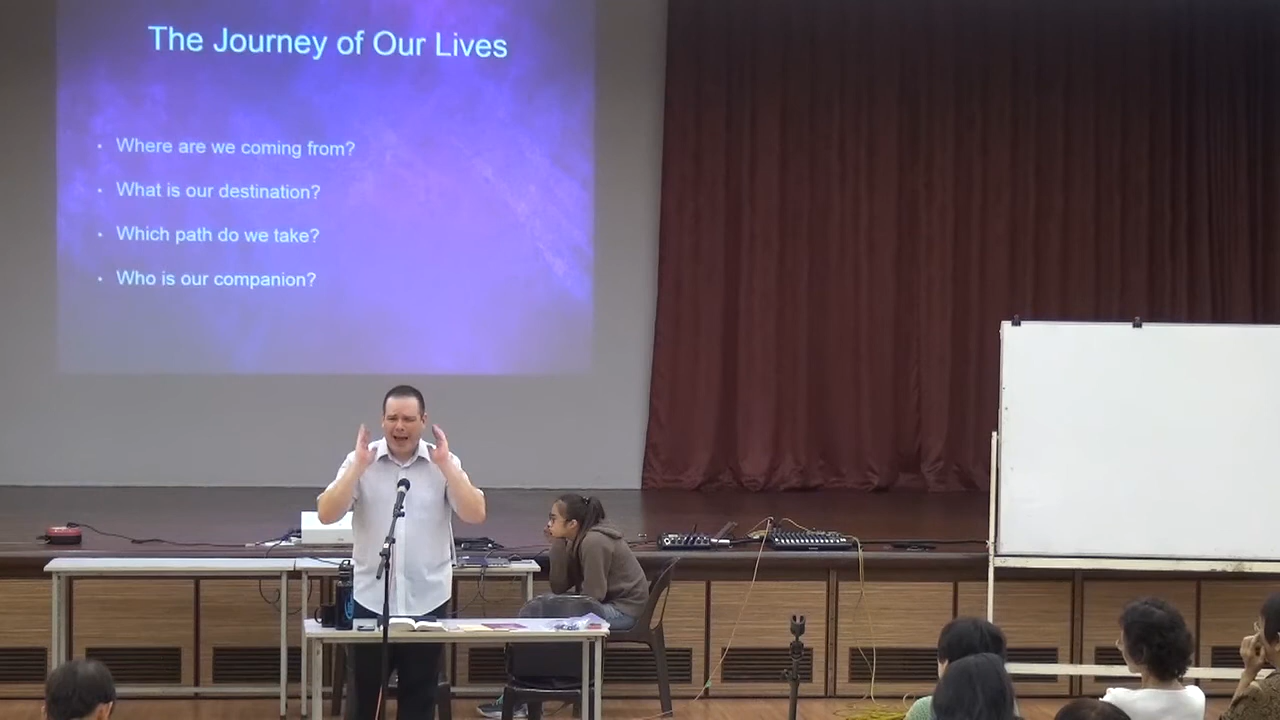 The Journey of Our Lives
• Where are we coming from?
• What is our destination?
• Which path do we take?
• Who is our companion?